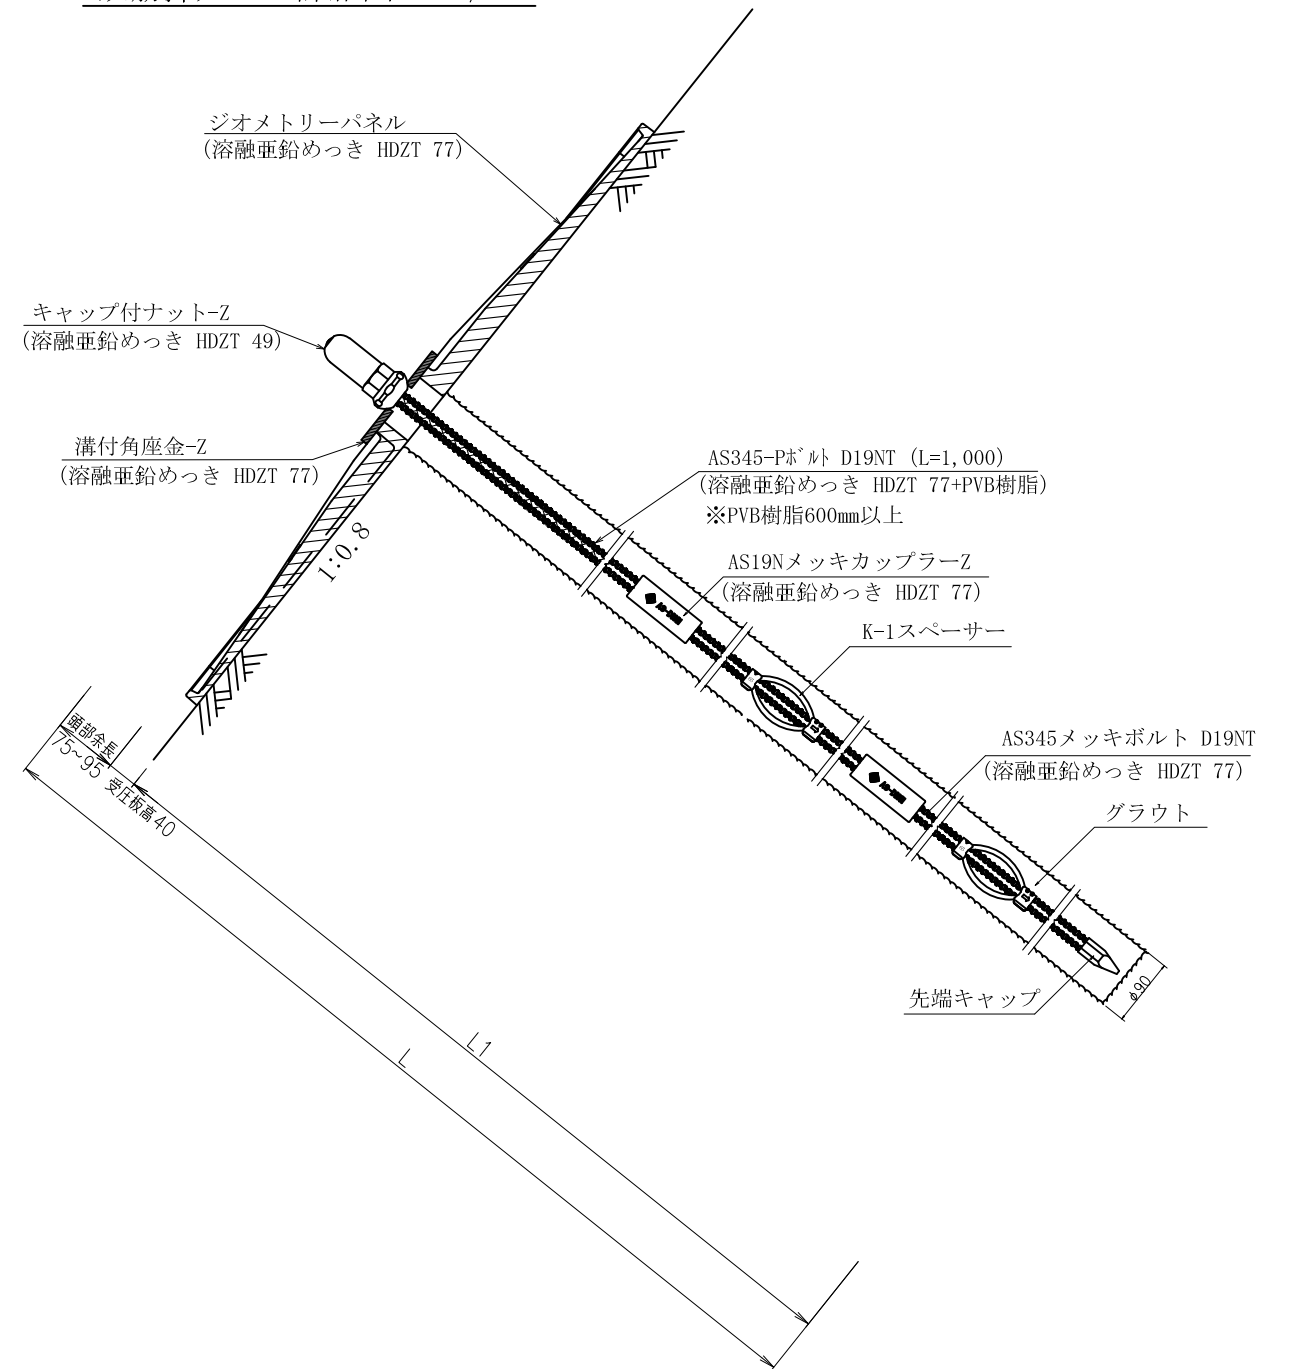 ジオメトリーパネル
(溶融亜鉛めっき HDZT 77)
キャップ付ナット-Z
(溶融亜鉛めっき HDZT 49)
溝付角座金-Z
(溶融亜鉛めっき HDZT 77)
AS345-Pﾎﾞﾙﾄ D19NT (L=1,000)
(溶融亜鉛めっき HDZT 77+PVB樹脂)
※PVB樹脂600mm以上
1:0.8
AS19NメッキカップラーZ
(溶融亜鉛めっき HDZT 77)
K-1スペーサー
頭部余長
75~95
受圧板高40
AS345メッキボルト D19NT
(溶融亜鉛めっき HDZT 77)
グラウト
先端キャップ
φ90
L1
L